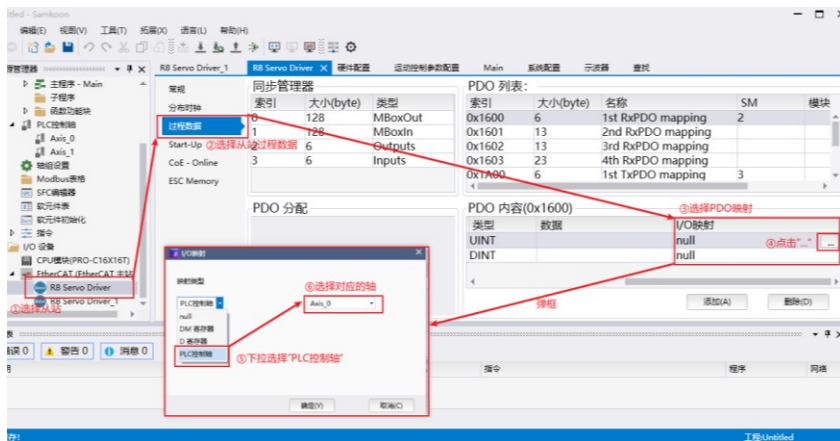 ntitled - Samkoon
编辑(E) 视图(V) 工具(T) 拓展(X) 语言(L) 帮助(H)
管理器
主程序 - Main
子程序
函数功能块
PLC控制轴
Axis_0
Axis_1
轴组设置
Modbus表格
SFC编辑器
软元件表
软元件初始化
指令
I/O 设备
CPU模块(PRO-C16X16T)
EtherCAT (EtherCAT 主站
R8 Servo Driver
①选择从站
R8 Servo Driver_1
R8 Servo Driver_1 R8 Servo Driver 硬件配置 运动控制参数配置 Main 系统配置 示波器 查找
常规
分布时钟
过程数据
Start-Up
②选择从站过程数据
CoE - Online
ESC Memory
同步管理器
索引 大小(byte) 类型
0 128 MBoxOut
1 128 MBoxIn
2 6 Outputs
3 6 Inputs
PDO 列表:
索引 大小(byte) 名称 SM 模块
0x1600 6 1st RxPDO mapping 2
0x1601 13 2nd RxPDO mapping
0x1602 13 3rd RxPDO mapping
0x1603 23 4th RxPDO mapping
0x1A00 6 1st TxPDO mapping 3
PDO 分配
PDO 内容(0x1600)
③选择PDO映射
类型 数据 I/O映射
UINT null
④点击“...”
...
DINT null
添加(A) 删除(D)
弹框
I/O映射
映射类型
⑥选择对应的轴
PLC控制轴 Axis_0
null
DM 寄存器
D 寄存器
PLC控制轴
⑤下拉选择“PLC控制轴”
确定(Y) 取消(C)
错误 0 警告 0 消息 0
指令 程序 网络
工程:Untitled